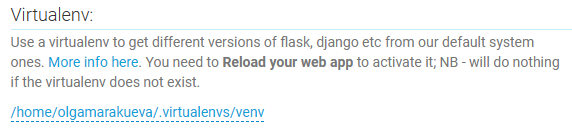 Virtualenv:
Use a virtualenv to get different versions of flask, django etc from our default system
ones. More info here. You need to Reload your web app to activate it; NB - will do nothing
if the virtualenv does not exist.
/home/olgamarakueva/.virtualenvs/venv